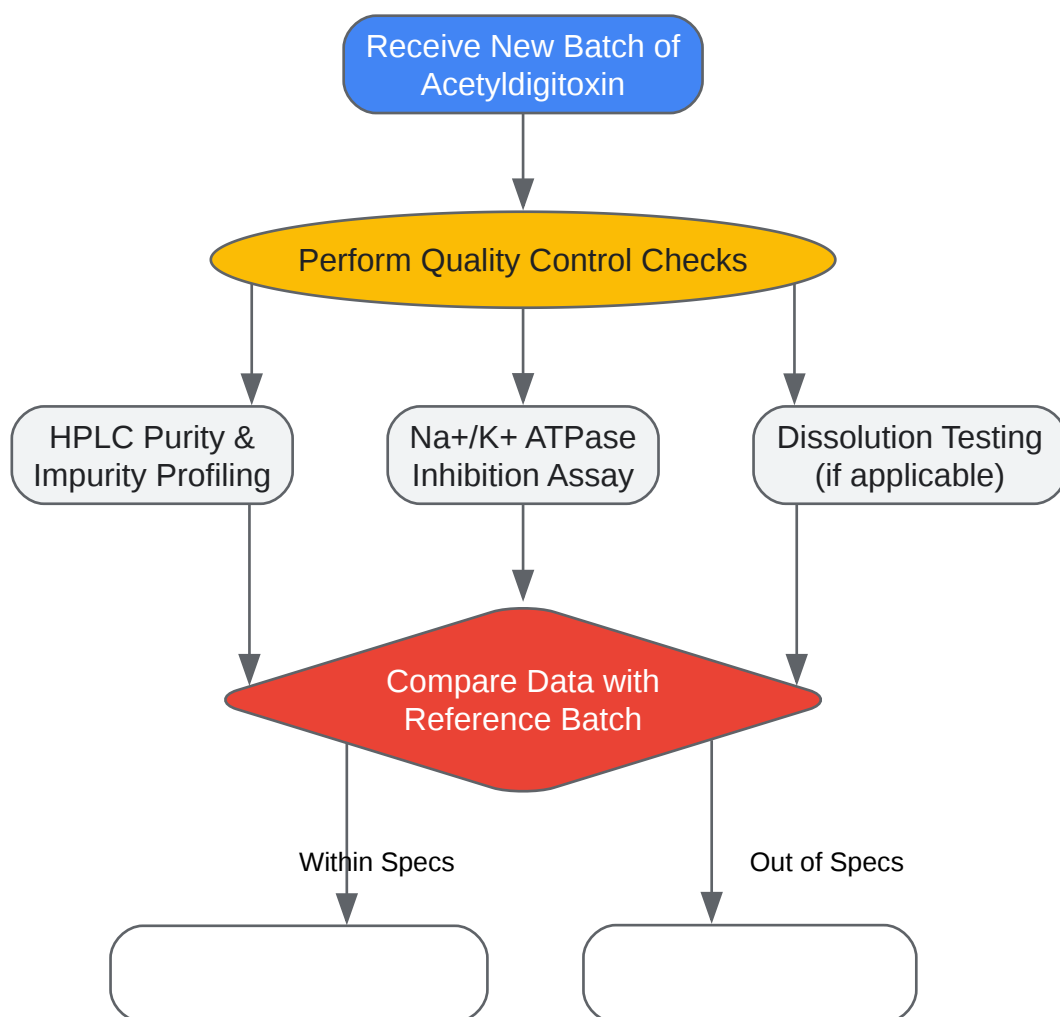 Receive New Batch of
Acetyldigitoxin
Perform Quality Control Checks
HPLC Purity &
Impurity Profiling
Na+/K+ ATPase
Inhibition Assay
Dissolution Testing
(if applicable)
Compare Data with
Reference Batch
Within Specs
Out of Specs